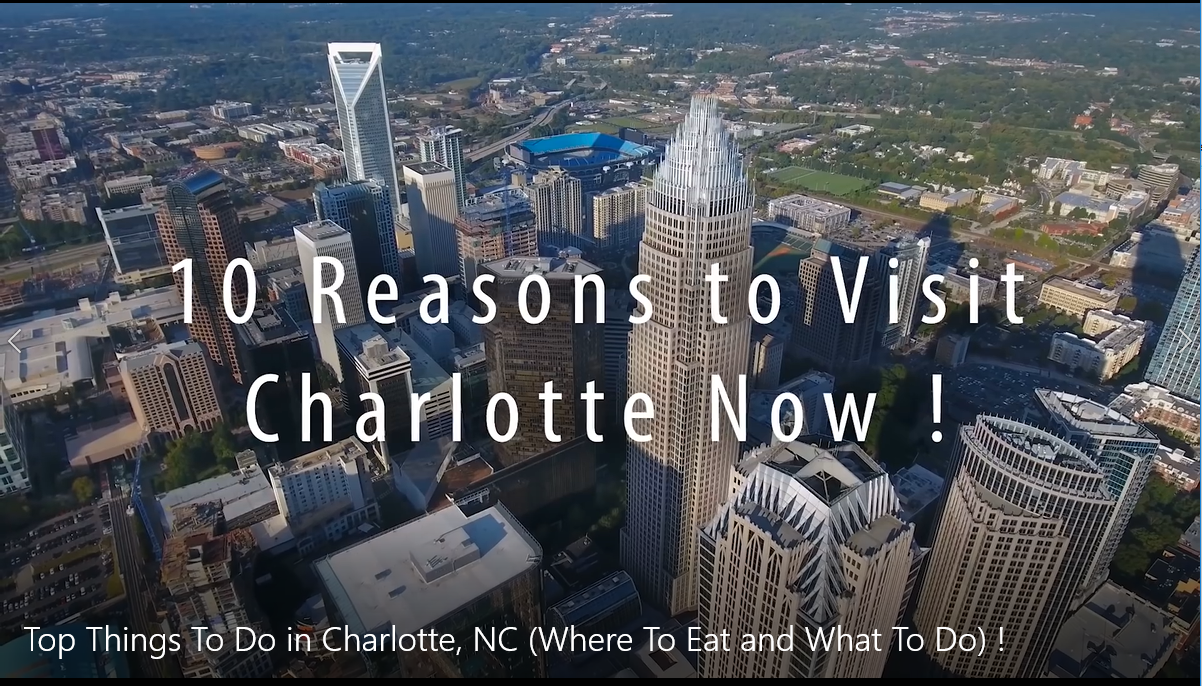 10 Reasons to Visit
Charlotte Now !
Top Things To Do in Charlotte, NC (Where To Eat and What To Do) !